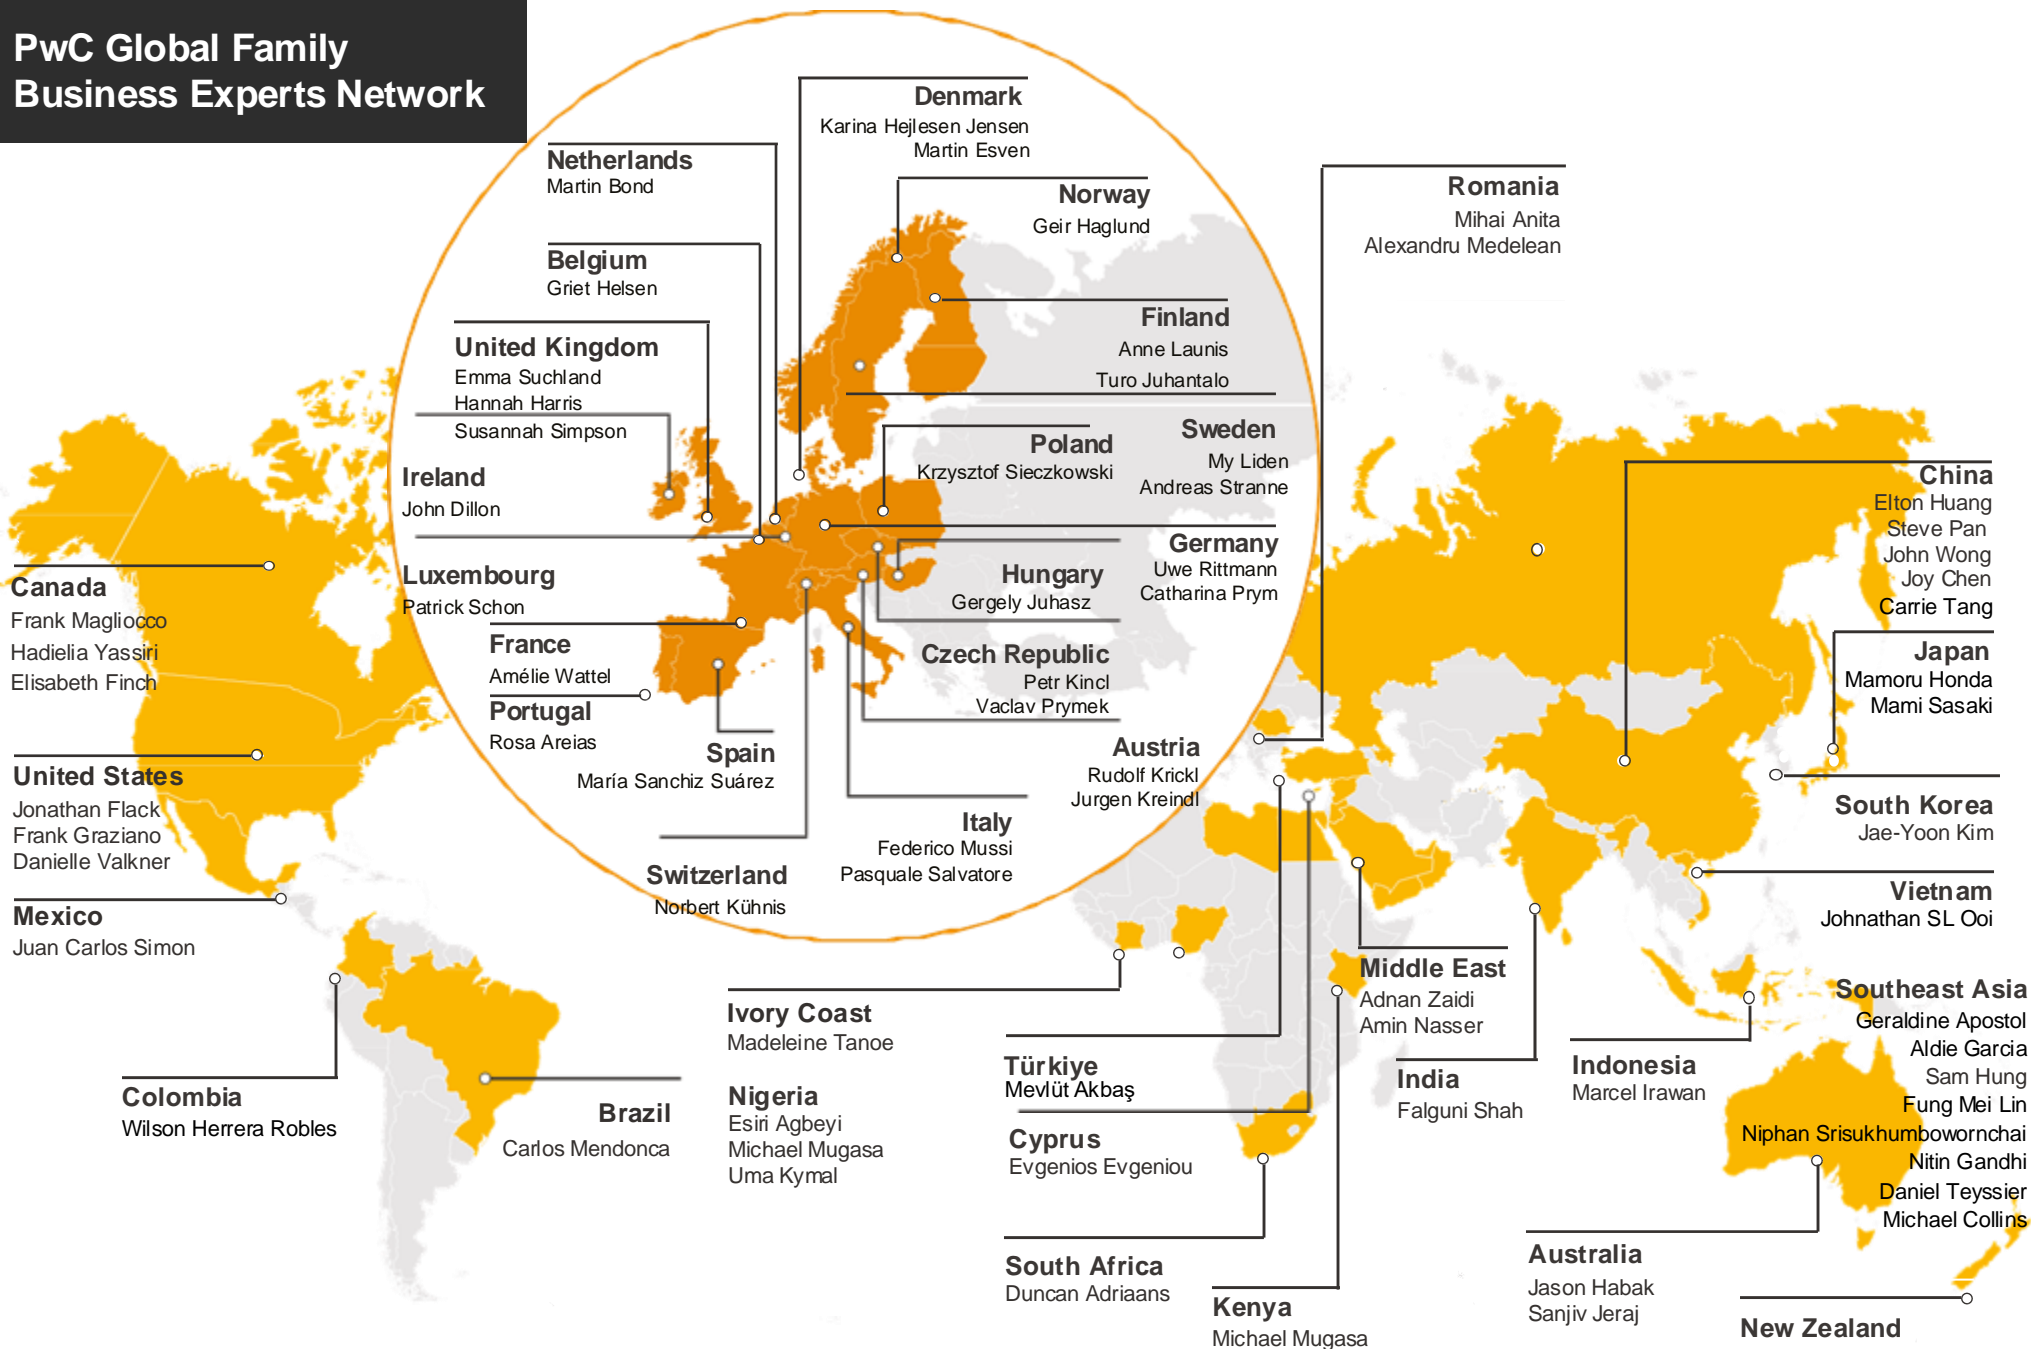 PwC Global Family
Business Experts Network
Denmark
Karina Hejlesen Jensen
Martin Esven
Netherlands
Martin Bond
Norway
Geir Haglund
Belgium
Griet Helsen
Finland
Anne Launis
Turo Juhantalo
United Kingdom
Emma Suchland
Hannah Harris
Susannah Simpson
Sweden
My Liden
Andreas Stranne
Poland
Krzysztof Sieczkowski
Ireland
John Dillon
Germany
Uwe Rittmann
Catharina Prym
Luxembourg
Patrick Schon
Hungary
Gergely Juhasz
France
Amélie Wattel
Czech Republic
Petr Kincl
Vaclav Prymek
Portugal
Rosa Areias
Spain
María Sanchiz Suárez
Austria
Rudolf Krickl
Jurgen Kreindl
Italy
Federico Mussi
Pasquale Salvatore
Switzerland
Norbert Kühnis
Romania
Mihai Anita
Alexandru Medelean
Canada
Frank Magliocco
Hadielia Yassiri
Elisabeth Finch
United States
Jonathan Flack
Frank Graziano
Danielle Valkner
Mexico
Juan Carlos Simon
Colombia
Wilson Herrera Robles
Brazil
Carlos Mendonca
Ivory Coast
Madeleine Tanoe
Nigeria
Esiri Agbeyi
Michael Mugasa
Uma Kymal
Türkiye
Mevlüt Akbaş
Cyprus
Evgenios Evgeniou
South Africa
Duncan Adriaans
Kenya
Michael Mugasa
Middle East
Adnan Zaidi
Amin Nasser
India
Falguni Shah
China
Elton Huang
Steve Pan
John Wong
Joy Chen
Carrie Tang
Japan
Mamoru Honda
Mami Sasaki
South Korea
Jae-Yoon Kim
Vietnam
Johnathan SL Ooi
Southeast Asia
Geraldine Apostol
Aldie Garcia
Sam Hung
Fung Mei Lin
Niphan Srisukhumbowornchai
Nitin Gandhi
Daniel Teyssier
Michael Collins
Indonesia
Marcel Irawan
Australia
Jason Habak
Sanjiv Jeraj
New Zealand